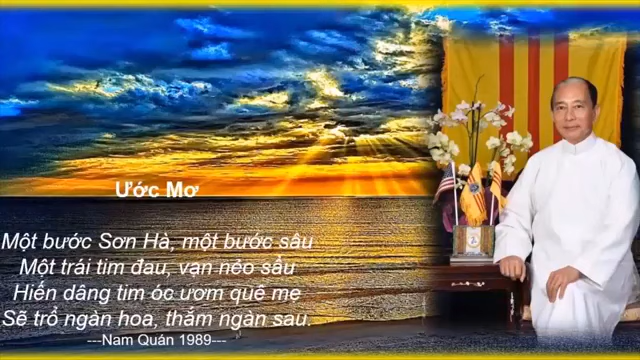 Ước Mơ
Một bước Sơn Hà, một bước sầu
Một trái tim đau, vạn nẻo sầu
Hiến dâng tim óc ươm quê mẹ
Sẽ trổ ngàn hoa, thắm ngàn sau.
---Nam Quán 1989---